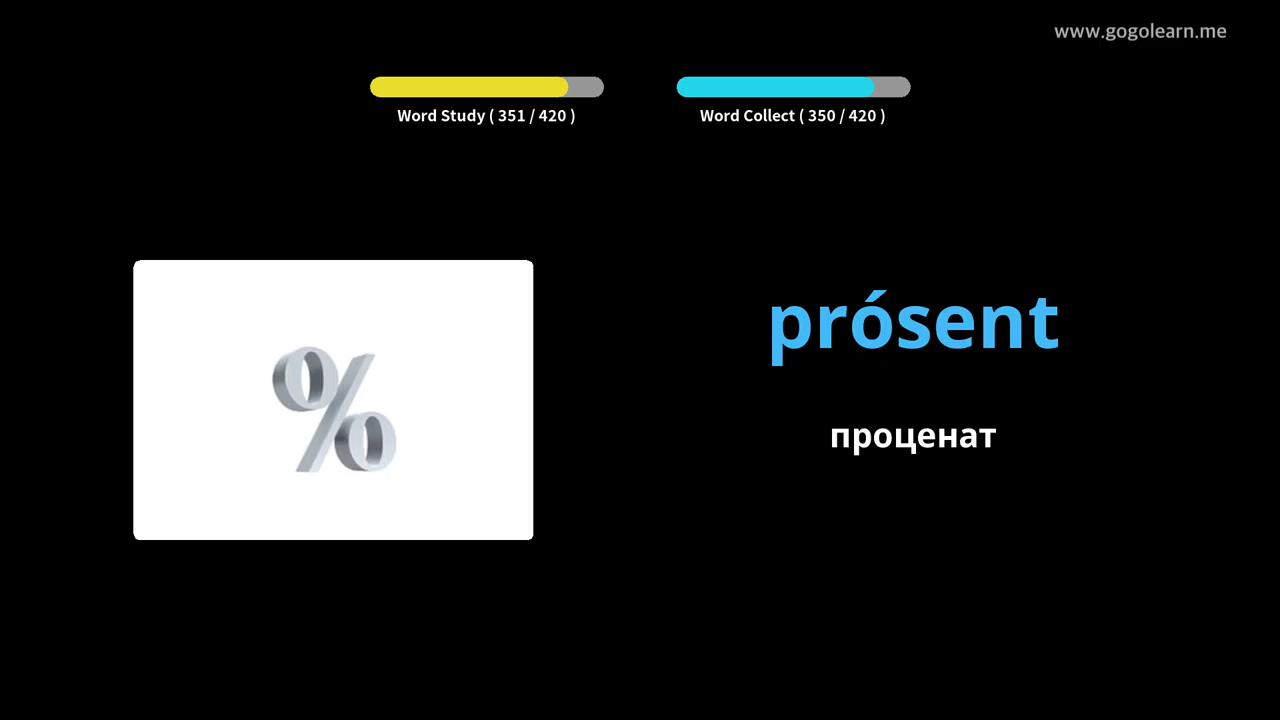 www.gogolearn.me
Word Study ( 351 / 420 )
Word Collect ( 350 / 420 )
%
prósent
проценат